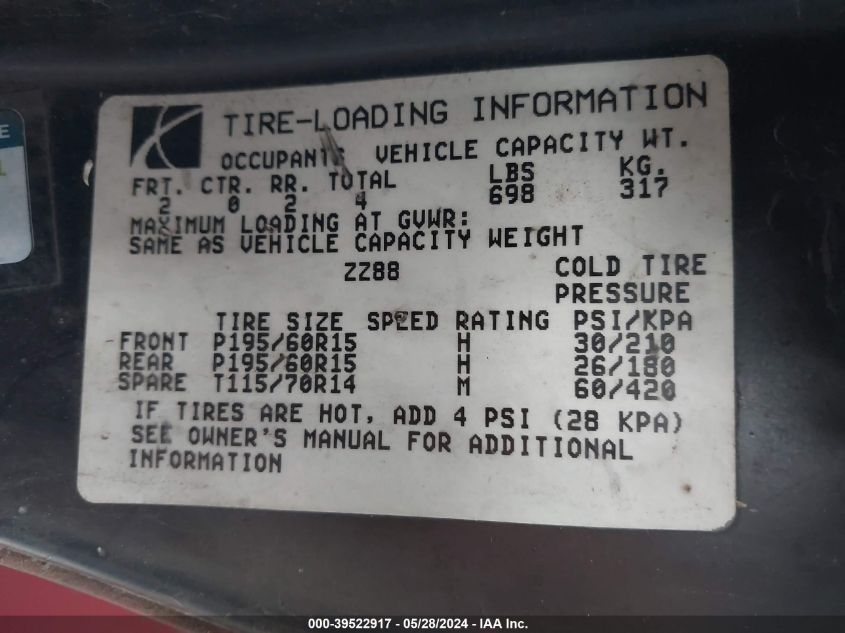 E
TIRE-LOADING INFORMATION
OCCUPANTS VEHICLE CAPACITY WT.
FRT. CTR. RR. TOTAL LBS KG.
2 0 2 4 698 317
MAXIMUM LOADING AT GVWR:
SAME AS VEHICLE CAPACITY WEIGHT
ZZ88 COLD TIRE
PRESSURE
TIRE SIZE SPEED RATING PSI/KPA
FRONT P195/60R15 H 30/210
REAR P195/60R15 H 26/180
SPARE T115/70R14 M 60/420
IF TIRES ARE HOT, ADD 4 PSI (28 KPA)
SEE OWNER'S MANUAL FOR ADDITIONAL
INFORMATION
000-39522917 - 05/28/2024 - IAA Inc.